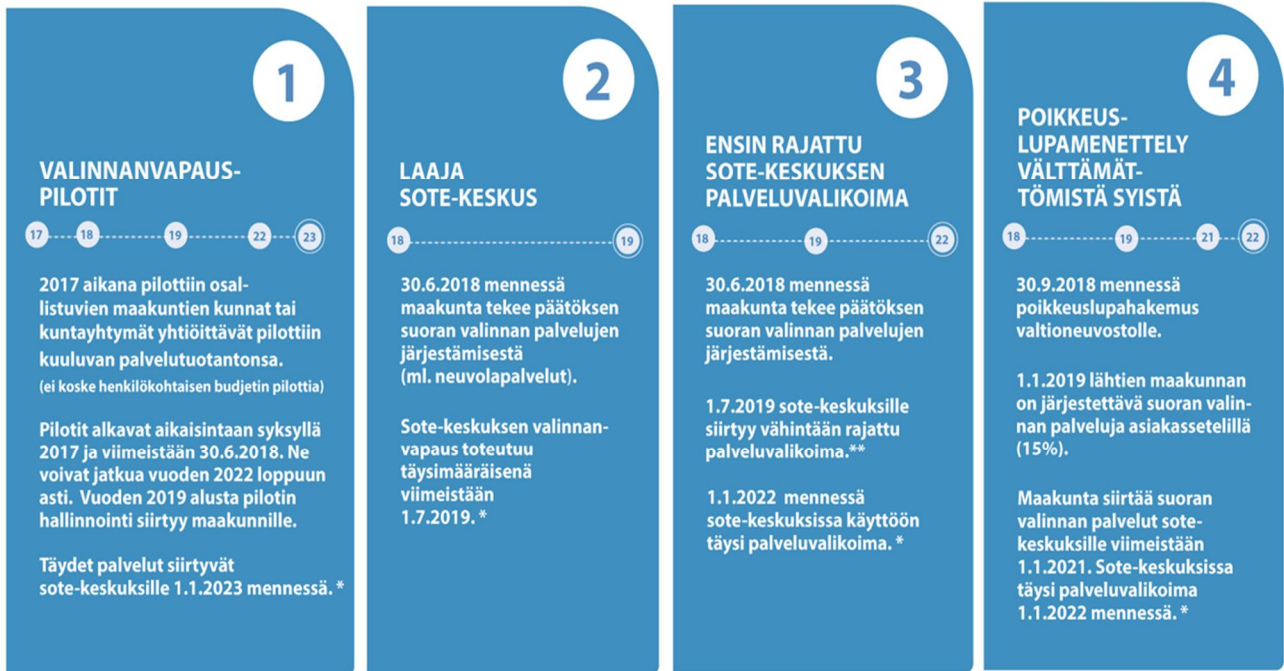 1
VALINNANVAPAUS-
PILOTIT
17 18 19 22 23
2017 aikana pilottiin osal-
listuvien maakuntien kunnat tai
kuntayhtymät yhtiöittävät pilottiin
kuuluvan palvelutuotantonsa.
(ei koske henkilökohtaisen budjetin pilottia)
Pilotit alkavat aikaisintaan syksyllä
2017 ja viimeistään 30.6.2018. Ne
voivat jatkua vuoden 2022 loppuun
asti. Vuoden 2019 alusta pilotin
hallinnointi siirtyy maakunnille.
Täydet palvelut siirtyvät
sote-keskuksille 1.1.2023 mennessä. *
2
LAAJA
SOTE-KESKUS
18 19
30.6.2018 mennessä
maakunta tekee päätöksen
suoran valinnan palvelujen
järjestämisestä
(ml. neuvolapalvelut).
Sote-keskuksen valinnan-
vapaus toteutuu
täysimääräisenä
viimeistään
1.7.2019. *
3
ENSIN RAJATTU
SOTE-KESKUKSEN
PALVELUVALIKOIMA
18 19 22
30.6.2018 mennessä
maakunta tekee päätöksen
suoran valinnan palvelujen
järjestämisestä.
1.7.2019 sote-keskuksille
siirtyy vähintään rajattu
palveluvalikoima.**
1.1.2022 mennessä
sote-keskuksissa käyttöön
täysi palveluvalikoima. *
4
POIKKEUS-
LUPAMENETTELY
VÄLTTÄMÄT-
TÖMISTÄ SYISTÄ
18 19 21 22
30.9.2018 mennessä
poikkeuslupahakemus
valtioneuvostolle.
1.1.2019 lähtien maakunnan
on järjestettävä suoran valin-
nan palveluja asiakassetelillä
(15%).
Maakunta siirtää suoran
valinnan palvelut sote-
keskuksille viimeistään
1.1.2021. Sote-keskuksissa
täysi palveluvalikoima
1.1.2022 mennessä. *